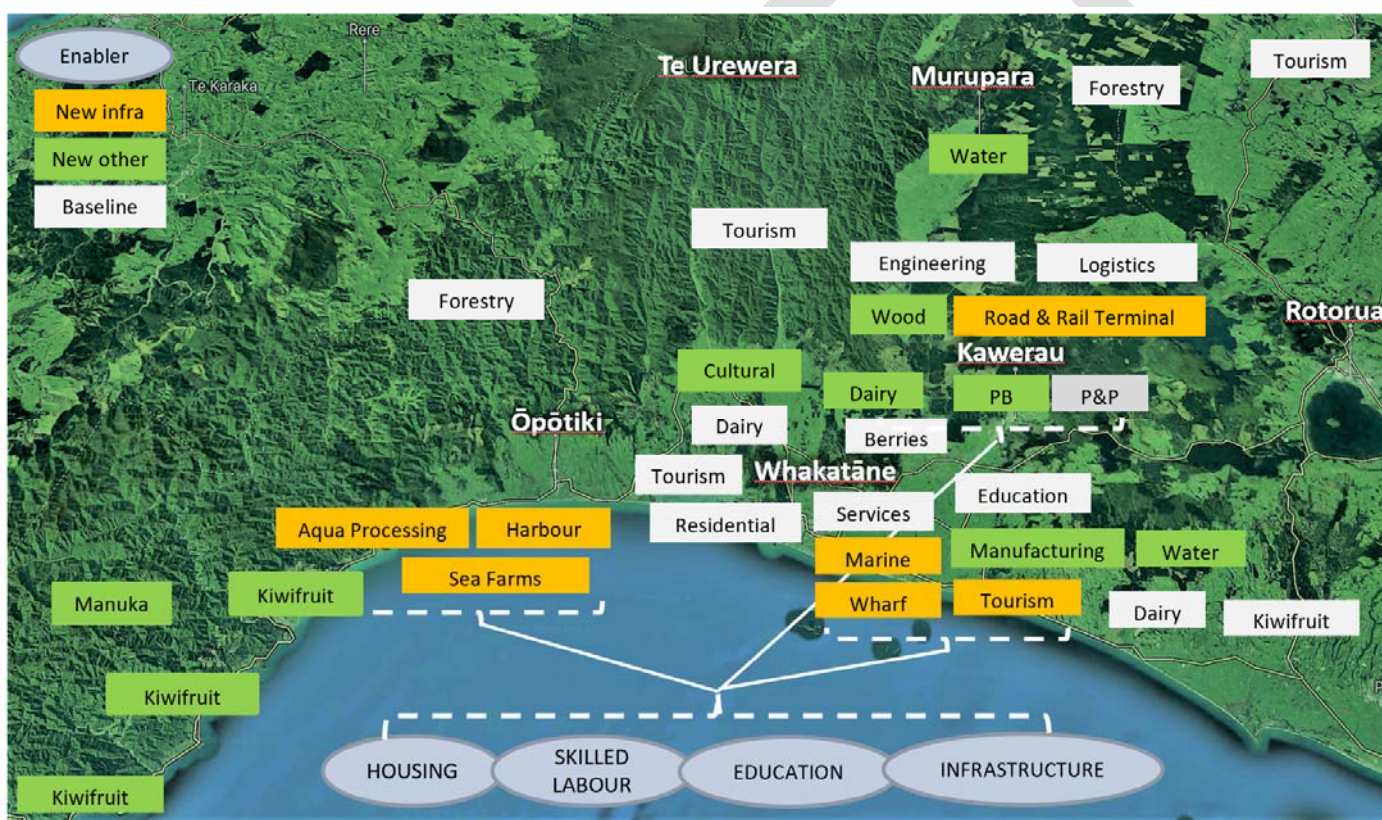 Rere
Enabler
Te Urewera
Murupara
Tourism
Te Karaka
Forestry
New infra
New other
Water
Baseline
Tourism
Engineering
Logistics
Forestry
Wood
Road & Rail Terminal
Rotorua
Kawerau
Cultural
Dairy
PB
P&P
Ōpōtiki
Dairy
Berries
Whakatāne
Tourism
Education
Residential
Services
Aqua Processing
Harbour
Marine
Manufacturing
Water
Sea Farms
Manuka
Kiwifruit
Wharf
Tourism
Dairy
Kiwifruit
Kiwifruit
HOUSING
SKILLED
LABOUR
EDUCATION
INFRASTRUCTURE
Kiwifruit